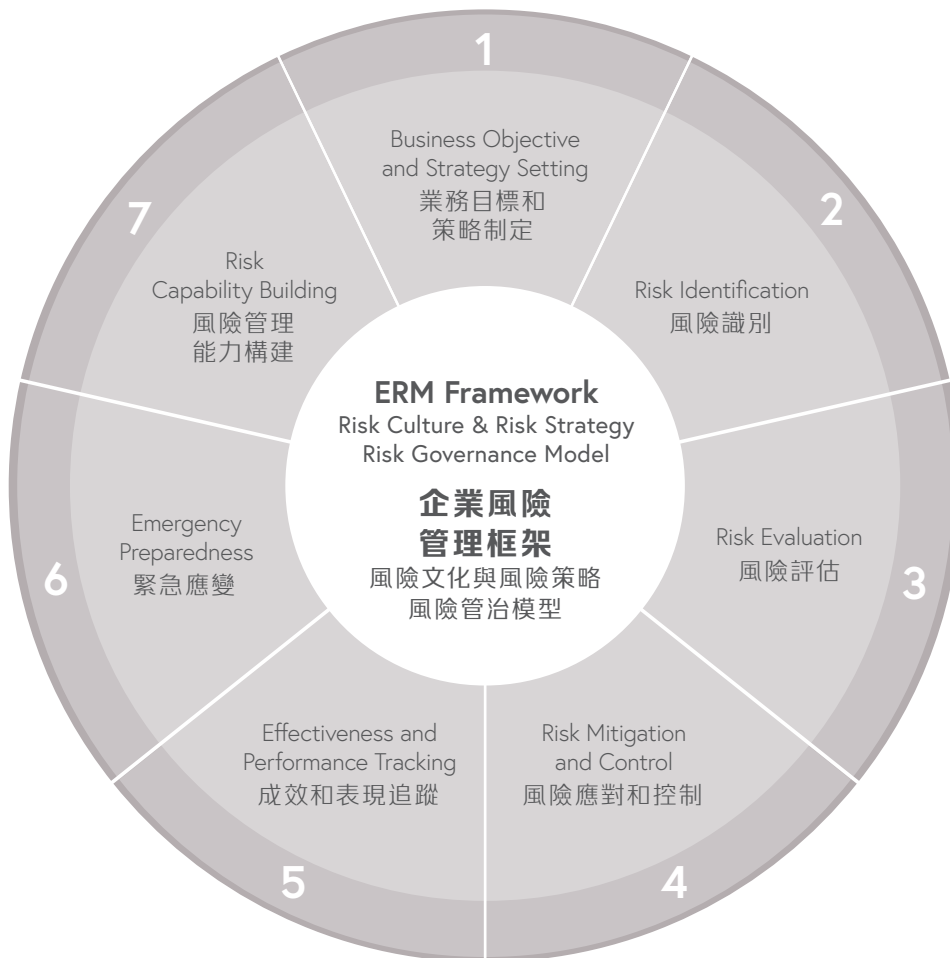 1
Business Objective
and Strategy Setting
業務目標和
策略制定
2
Risk Identification
風險識別
3
Risk Evaluation
風險評估
4
Risk Mitigation
and Control
風險應對和控制
5
Effectiveness and
Performance Tracking
成效和表現追蹤
6
Emergency
Preparedness
緊急應變
7
Risk
Capability Building
風險管理
能力構建
ERM Framework
Risk Culture & Risk Strategy
Risk Governance Model
企業風險
管理框架
風險文化與風險策略
風險管治模型